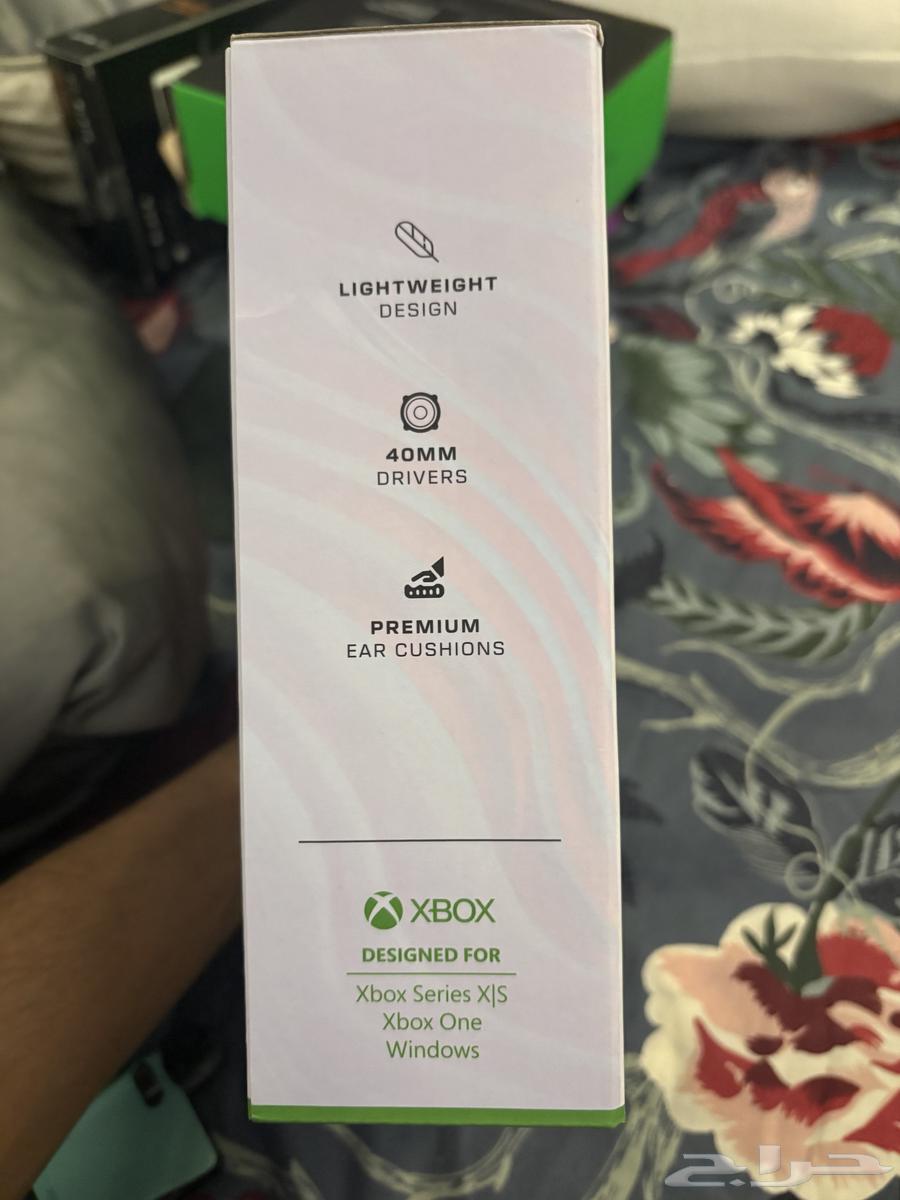 LIGHTWEIGHT
DESIGN
40MM
DRIVERS
PREMIUM
EAR CUSHIONS
XBOX
DESIGNED FOR
Xbox Series X|S
Xbox One
Windows
حراج